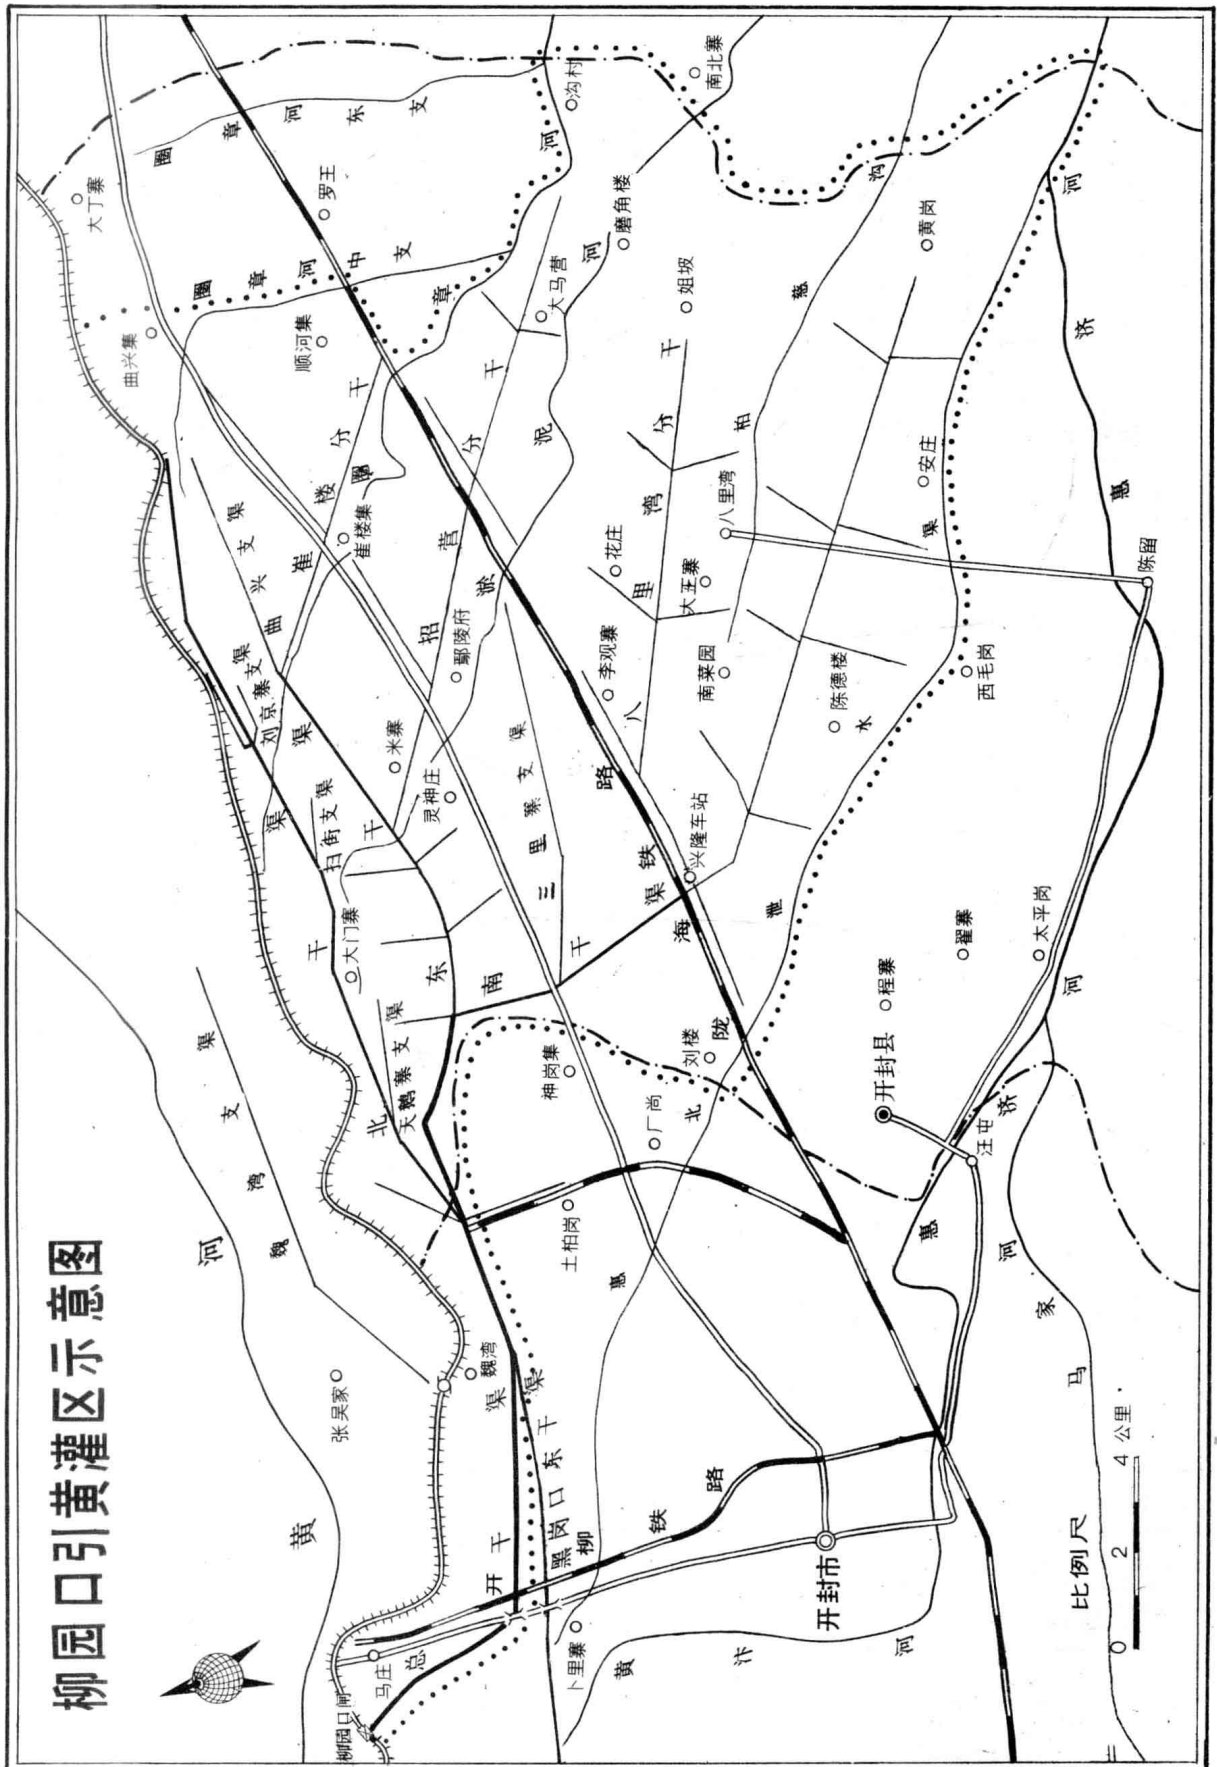 柳园口引黄灌区示意图
黄河
魏湾支渠
张吴家
魏湾
柳园口闸
马庄
总干渠
开柳铁路
黑岗口东干渠
卜里寨
黄汴河
开封市
比例尺
0 2 4 公里
马家河
惠济河
惠北泄水渠
土柏岗
厂尚
神岗集
刘楼
陇海铁路
开封县
汪屯
程寨
翟寨
太平岗
陈留
北干渠
天鹅寨支渠
东干渠
南干渠
大门寨
扫街支渠
刘京寨支渠
曲兴支渠
三里寨支渠
米寨
灵神庄
鄢陵府
崔楼集
崔楼分干
招营分干
淤泥河
圈章河
兴隆车站
李观寨
花庄
大王寨
南菜园
八里湾
八里湾分干
陈德楼
西毛岗
安庄
柏慈沟
黄岗
姐坡
磨角楼
大马营
南北寨
沟村
顺河集
罗王
曲兴集
大丁寨
圈章河中支
圈章河东支